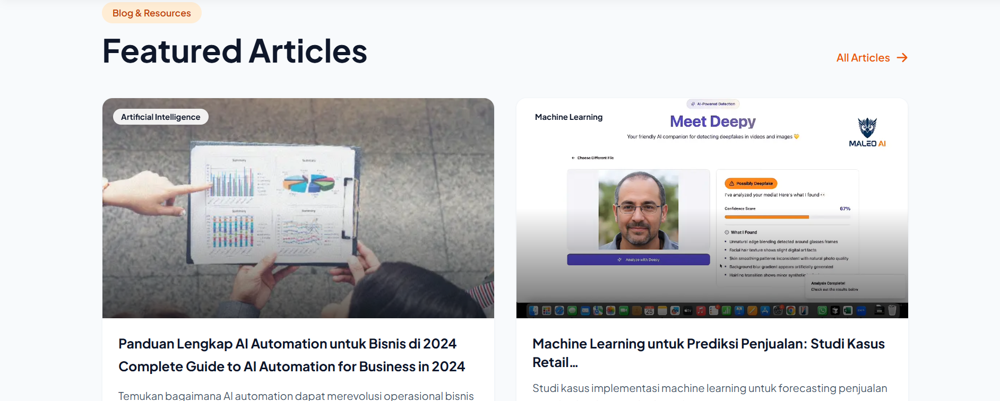 Blog & Resources
Featured Articles
All Articles
Artificial Intelligence
Summary
Summary
Summary
Summary
Machine Learning
AI-Powered Detection
Meet Deepy
Your friendly AI companion for detecting deepfakes in videos and images
MALEO AI
Choose Different File
Possibly Deepfake
I've analyzed your media! Here's what I found
Confidence Score
67%
What I Found
Unnatural edge blending detected around glasses frames
Facial hair texture shows slight digital artifacts
Skin smoothing patterns inconsistent with natural photo quality
Background blur gradient appears artificially generated
Hairline transition shows minor synthetic
Analyze with Deepy
Analysis Complete!
Check out the results below
25
tv
Panduan Lengkap AI Automation untuk Bisnis di 2024
Complete Guide to AI Automation for Business in 2024
Temukan bagaimana AI automation dapat merevolusi operasional bisnis
Machine Learning untuk Prediksi Penjualan: Studi Kasus
Retail...
Studi kasus implementasi machine learning untuk forecasting penjualan